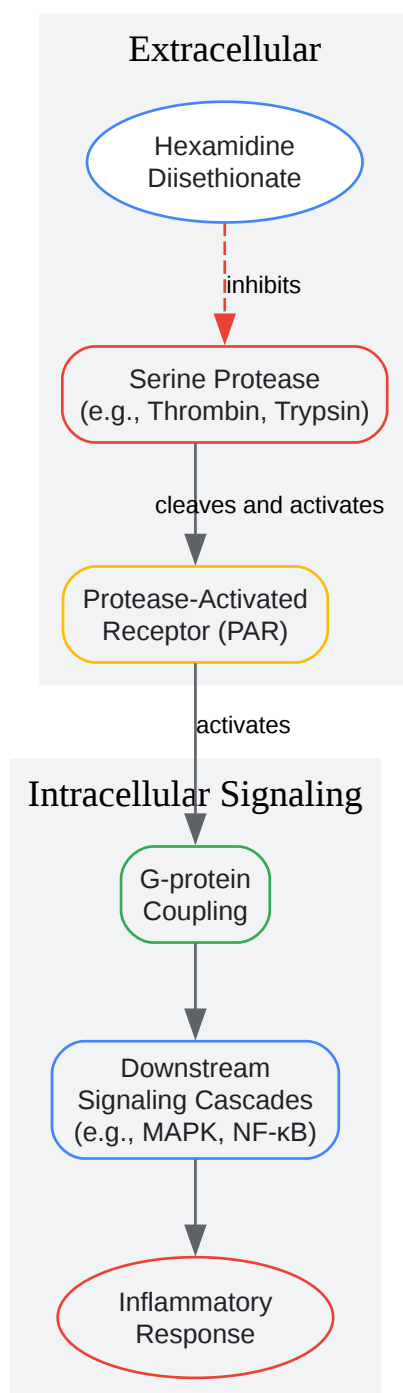 Extracellular
Hexamidine
Diisethionate
inhibits
Serine Protease
(e.g., Thrombin, Trypsin)
cleaves and activates
Protease-Activated
Receptor (PAR)
activates
Intracellular Signaling
G-protein
Coupling
Downstream
Signaling Cascades
(e.g., MAPK, NF-κB)
Inflammatory
Response